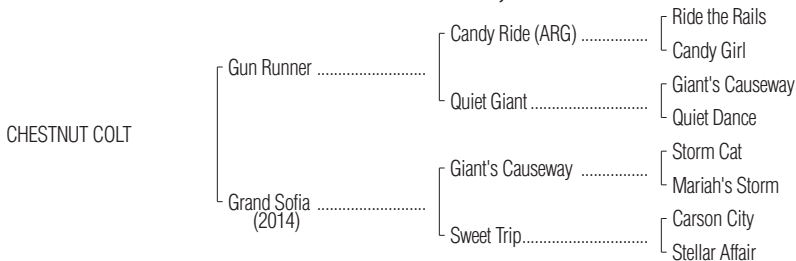 Ride the Rails
Candy Ride (ARG) ................
Candy Girl
Gun Runner ..........................
Giant's Causeway
Quiet Giant ............................
Quiet Dance
CHESTNUT COLT
Storm Cat
Giant's Causeway ................
Mariah's Storm
Grand Sofia ..........................
(2014)
Carson City
Sweet Trip..............................
Stellar Affair